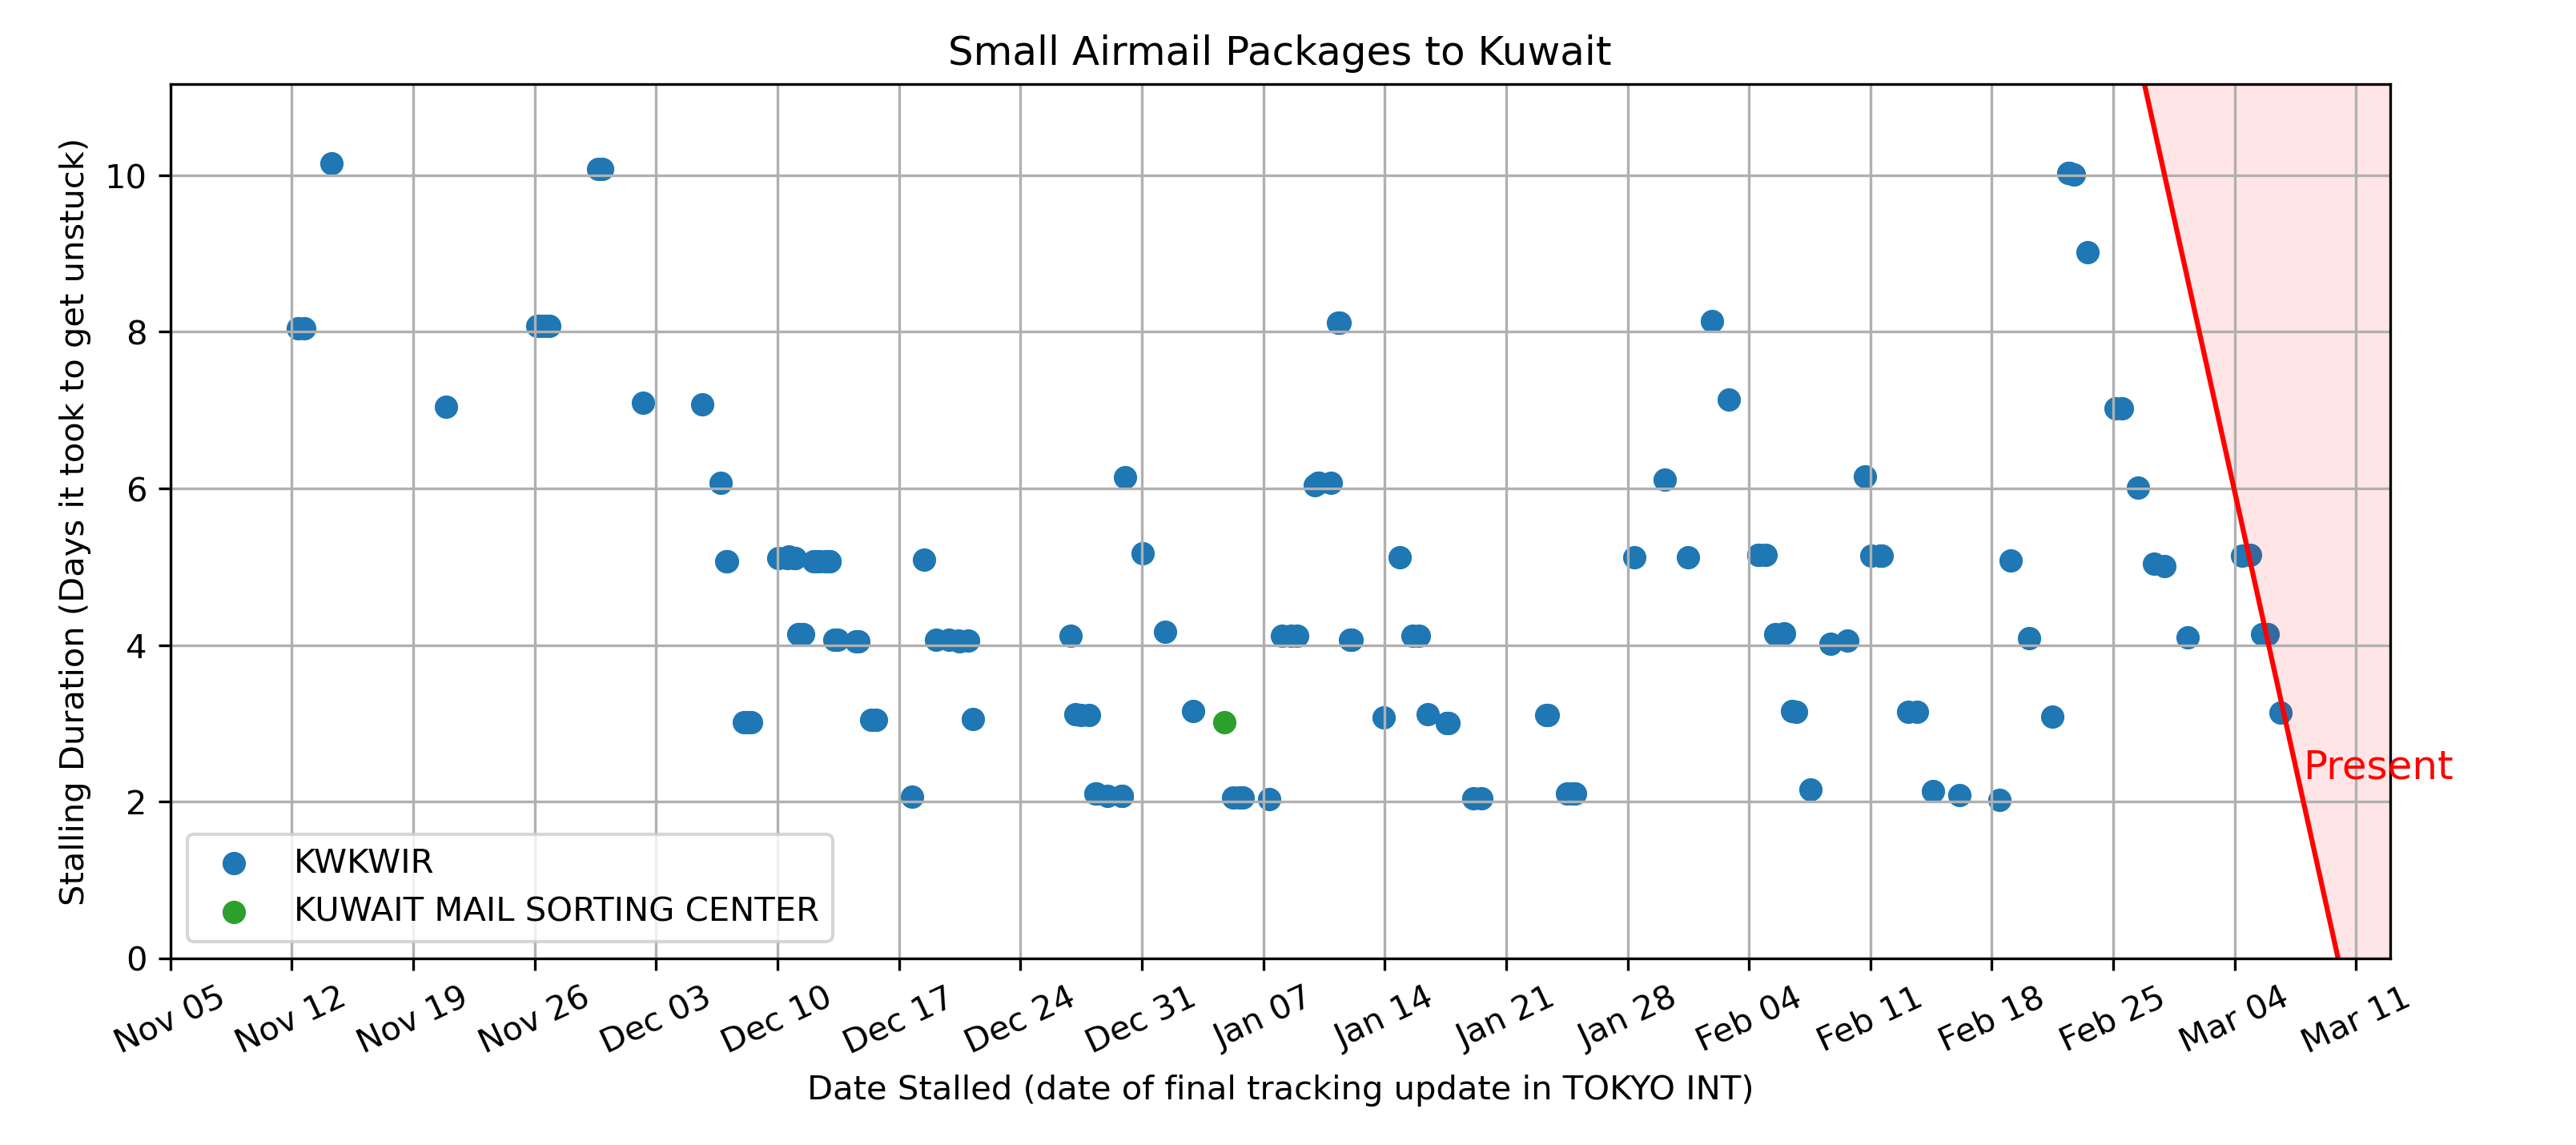 Small Airmail Packages to Kuwait
Stalling Duration (Days it took to get unstuck)
10
8
6
4
2
0
Present
KWKWIR
KUWAIT MAIL SORTING CENTER
Nov 05 Nov 12 Nov 19 Nov 26 Dec 03 Dec 10 Dec 17 Dec 24 Dec 31 Jan 07 Jan 14 Jan 21 Jan 28 Feb 04 Feb 11 Feb 18 Feb 25 Mar 04 Mar 11
Date Stalled (date of final tracking update in TOKYO INT)